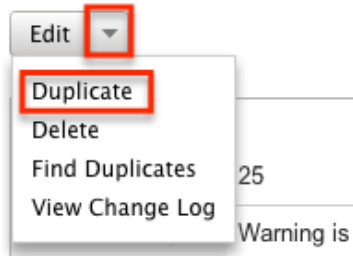 Edit
Duplicate
Delete
Find Duplicates
25
View Change Log
Warning is